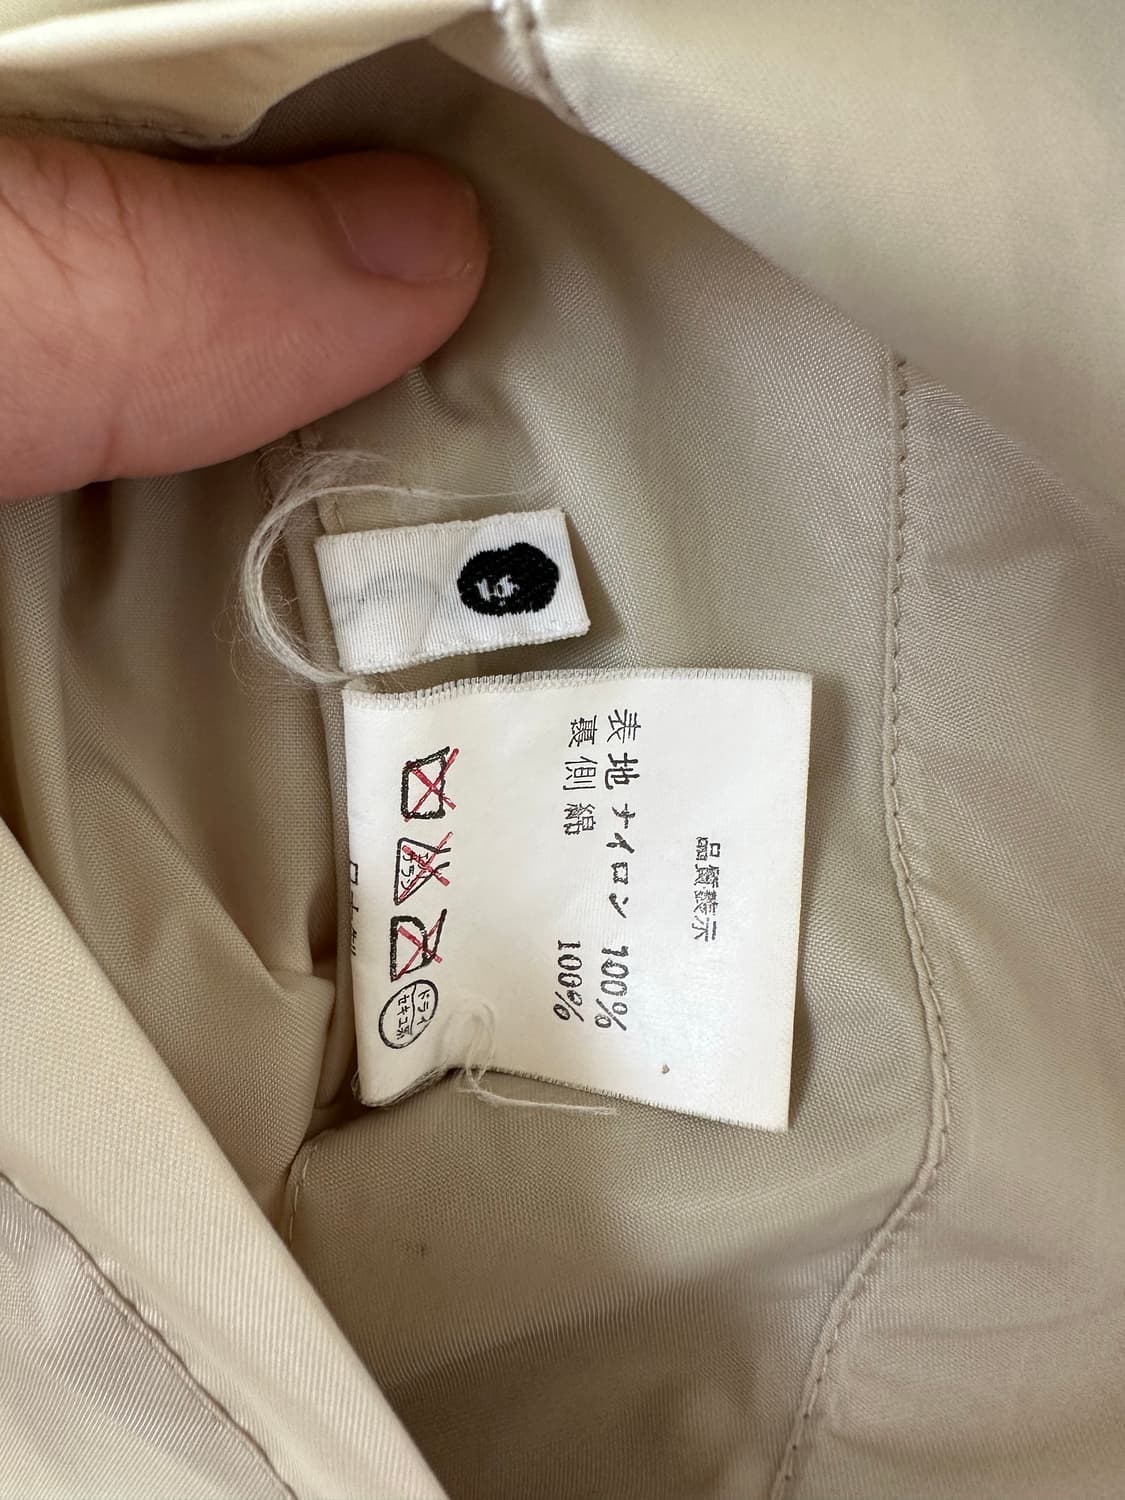 品質表示
表地 ナイロン 100%
裏側 綿 100%
ドライ
セキユ系